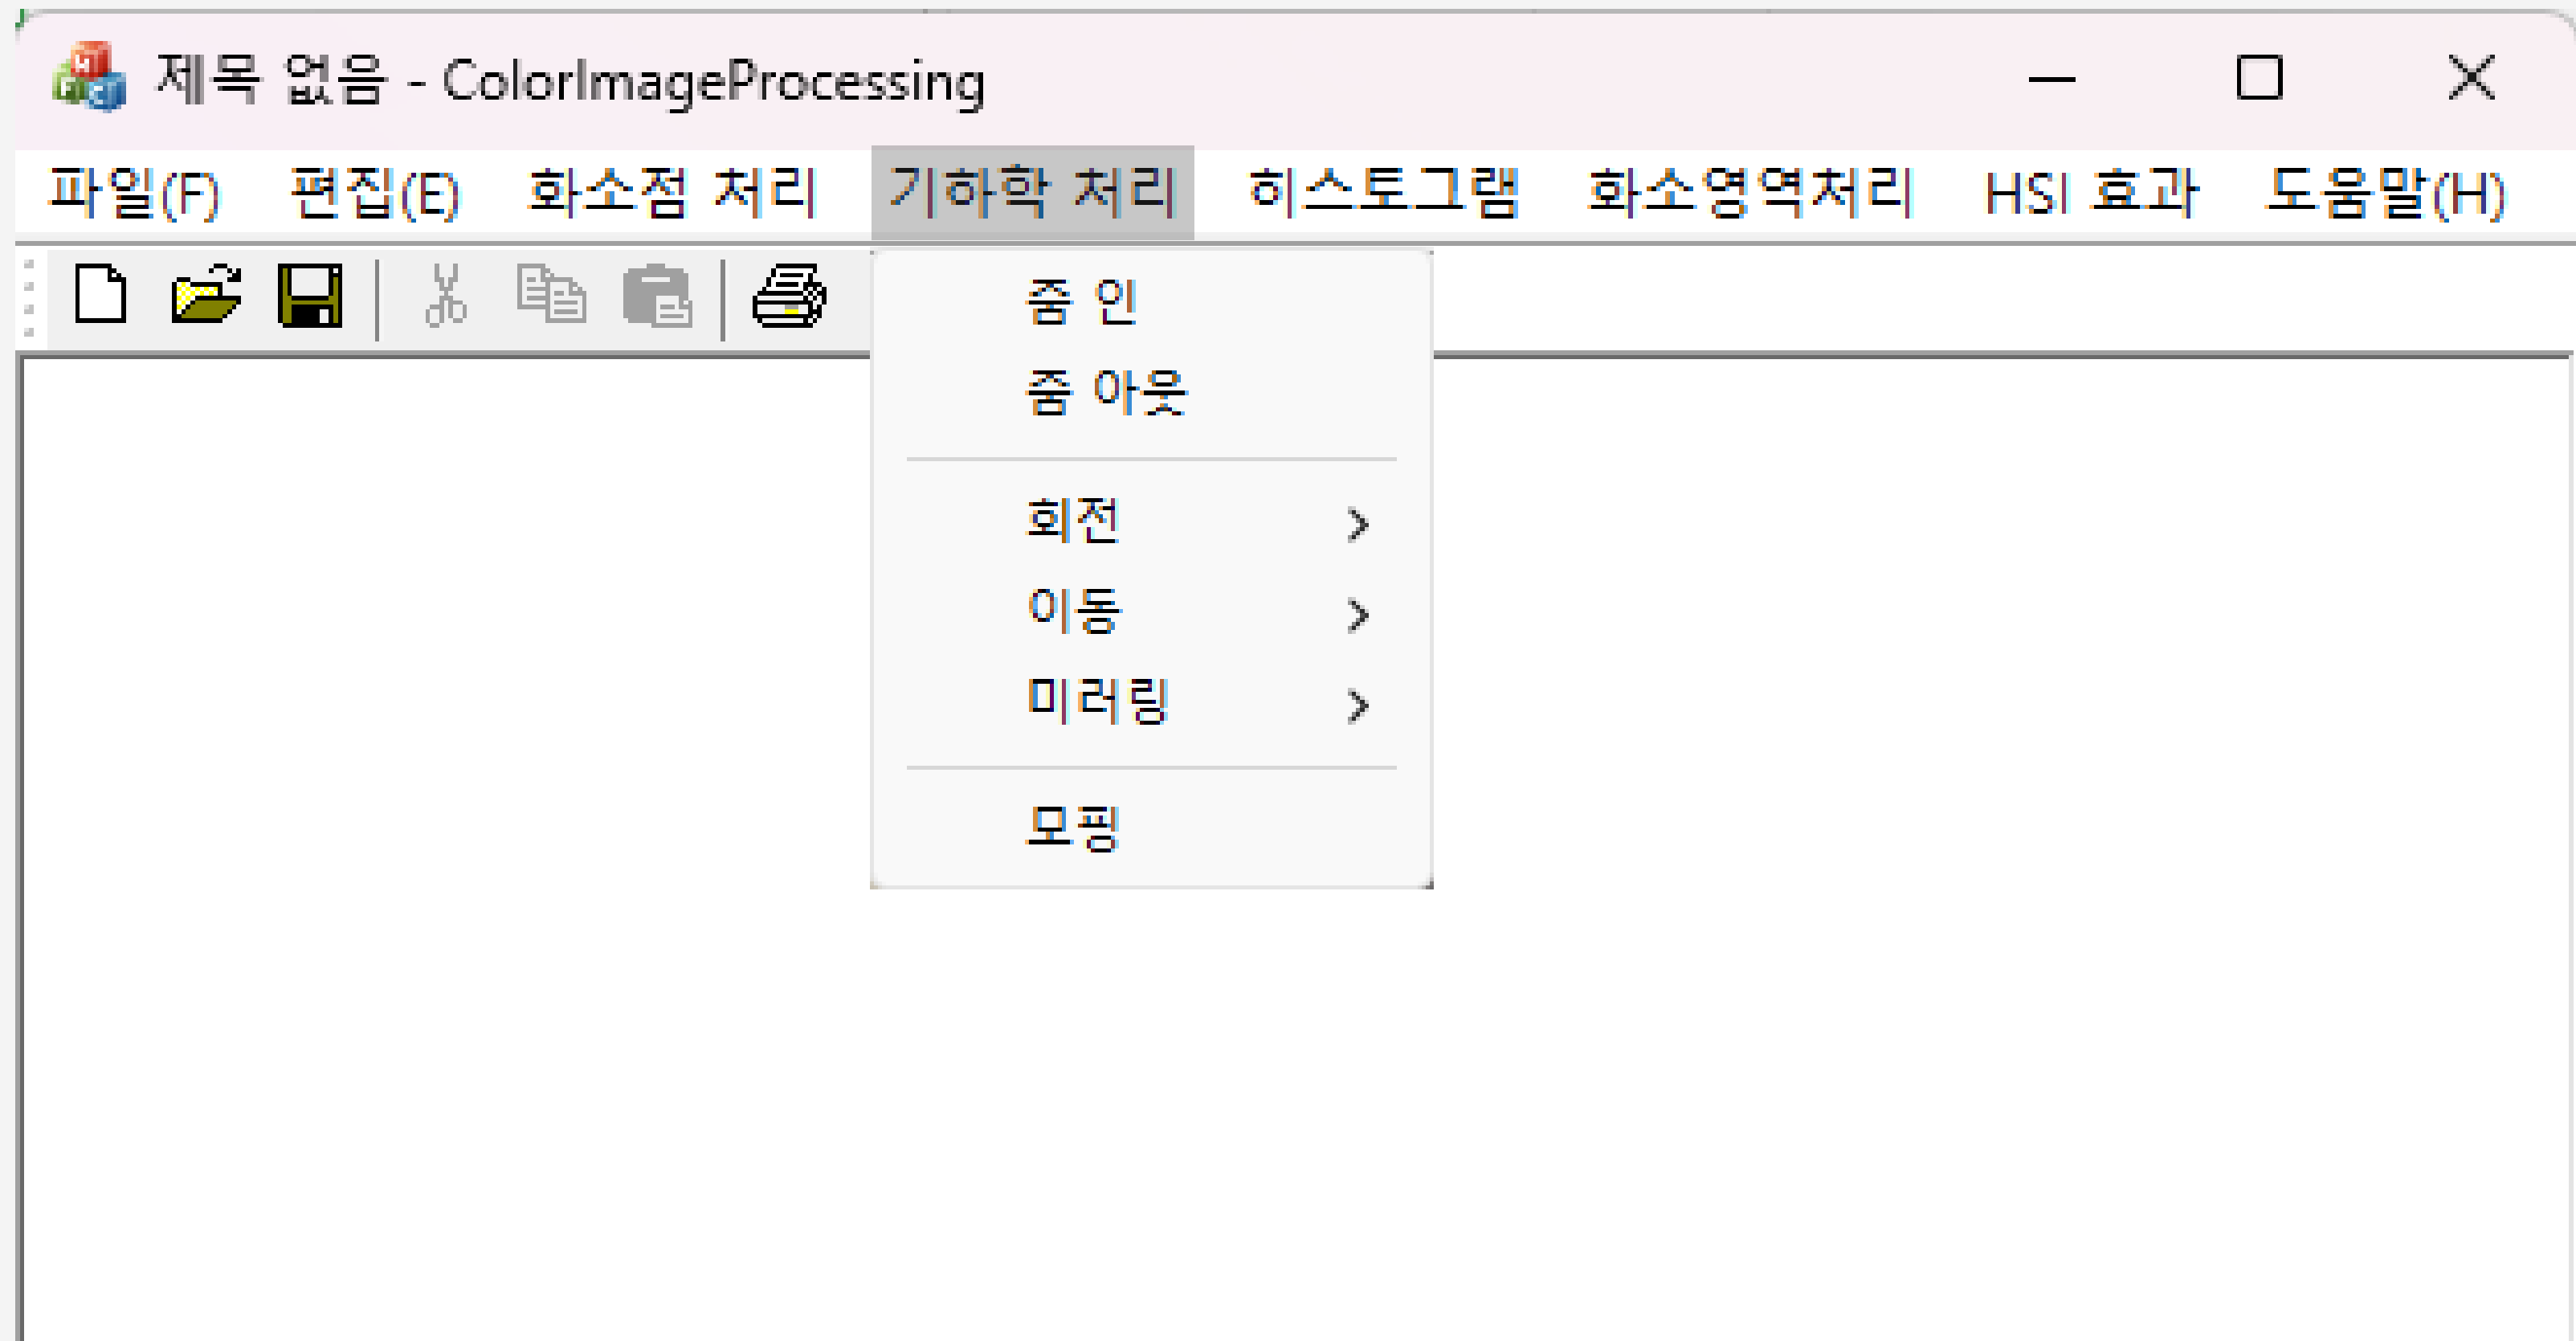 제목 없음 - ColorImageProcessing
파일(F) 편집(E) 화소점 처리 기하학 처리 히스토그램 화소영역처리 HSI 효과 도움말(H)
줌 인
줌 아웃
회전
이동
미러링
모핑